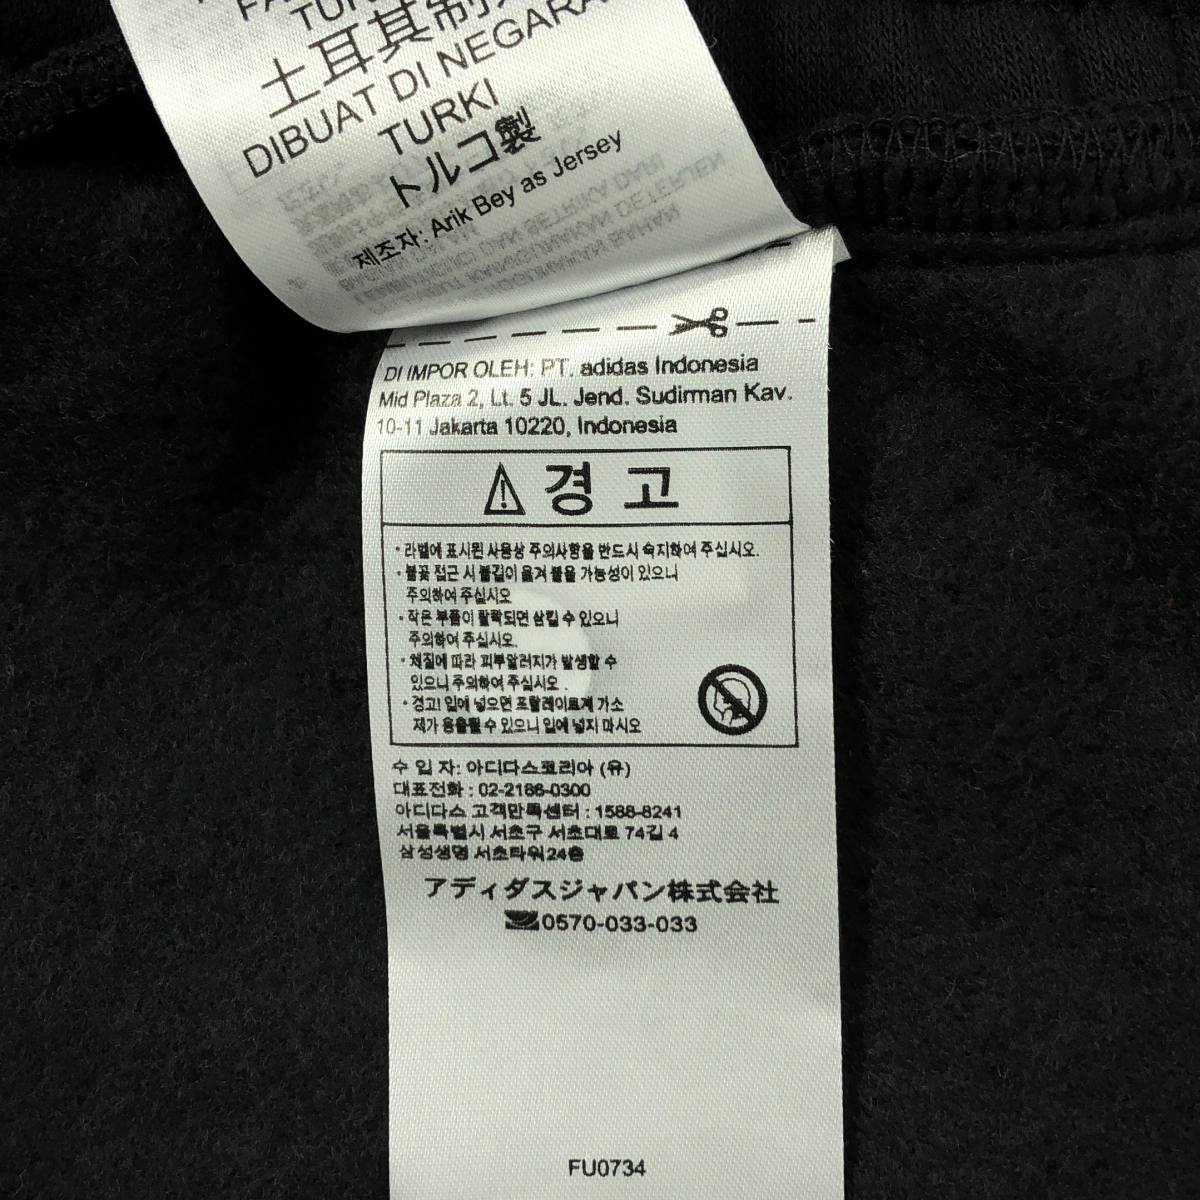 TURKI
土耳其制
DIBUAT DI NEGARA
TURKI
トルコ製
제조자: Arik Bey as Jersey
DI IMPOR OLEH: PT. adidas Indonesia
Mid Plaza 2, Lt. 5 JL. Jend. Sudirman Kav.
10-11 Jakarta 10220, Indonesia
경 고
• 라벨에 표시된 사용상 주의사항을 반드시 숙지하여 주십시오.
• 불꽃 접근 시 불길이 옮겨 붙을 가능성이 있으니
주의하여 주십시오
• 작은 부품이 탈락되면 삼킬 수 있으니
주의하여 주십시오.
• 체질에 따라 피부알러지가 발생할 수
있으니 주의하여 주십시오 .
• 경고! 입에 넣으면 프탈레이트계 가소
제가 용출될 수 있으니 입에 넣지 마시오
수 입 자: 아디다스코리아 (유)
대표전화 : 02-2186-0300
아디다스 고객만족센터 : 1588-8241
서울특별시 서초구 서초대로 74길 4
삼성생명 서초타워 24층
アディダスジャパン株式会社
0570-033-033
FU0734